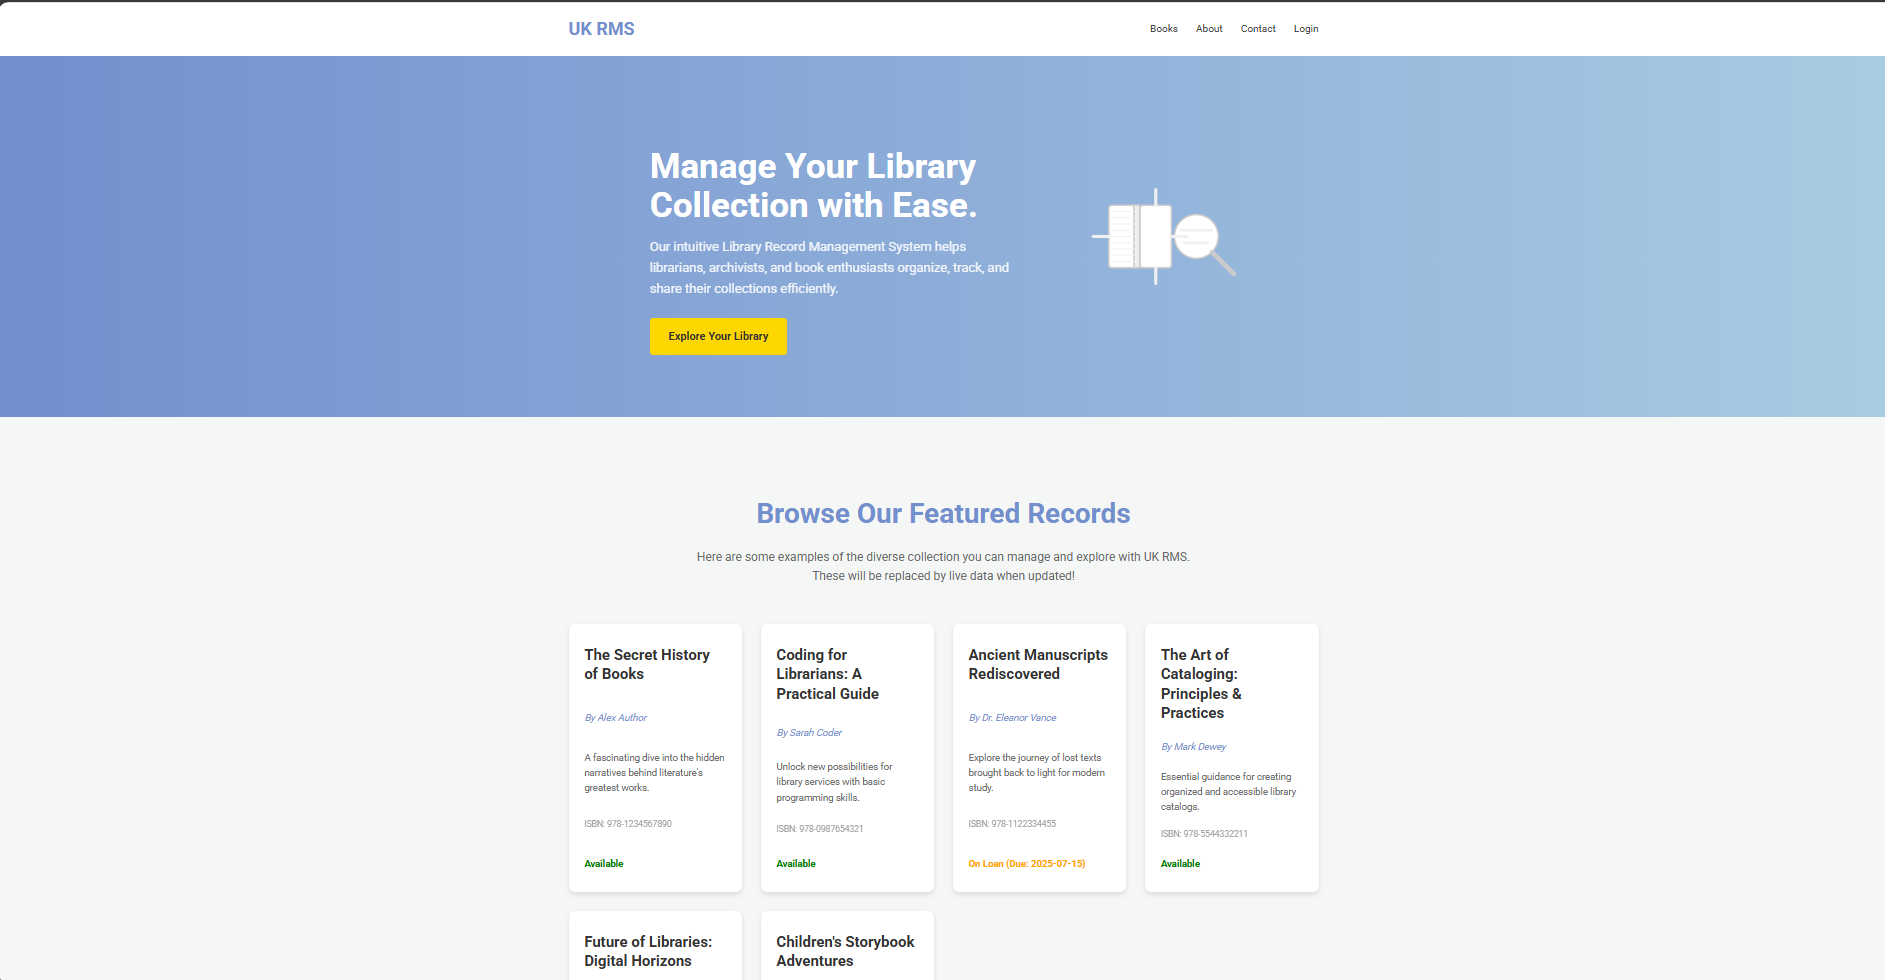 UK RMS
Books
About
Contact
Login
Manage Your Library
Collection with Ease.
Our intuitive Library Record Management System helps
librarians, archivists, and book enthusiasts organize, track, and
share their collections efficiently.
Explore Your Library
Browse Our Featured Records
Here are some examples of the diverse collection you can manage and explore with UK RMS.
These will be replaced by live data when updated!
The Secret History
of Books
By Alex Author
A fascinating dive into the hidden
narratives behind literature's
greatest works.
ISBN: 978-1234567890
Available
Coding for
Librarians: A
Practical Guide
By Sarah Coder
Unlock new possibilities for
library services with basic
programming skills.
ISBN: 978-0987654321
Available
Ancient Manuscripts
Rediscovered
By Dr. Eleanor Vance
Explore the journey of lost texts
brought back to light for modern
study.
ISBN: 978-1122334455
On Loan (Due: 2025-07-15)
The Art of
Cataloging:
Principles &
Practices
By Mark Dewey
Essential guidance for creating
organized and accessible library
catalogs.
ISBN: 978-5544332211
Available
Future of Libraries:
Digital Horizons
Children's Storybook
Adventures